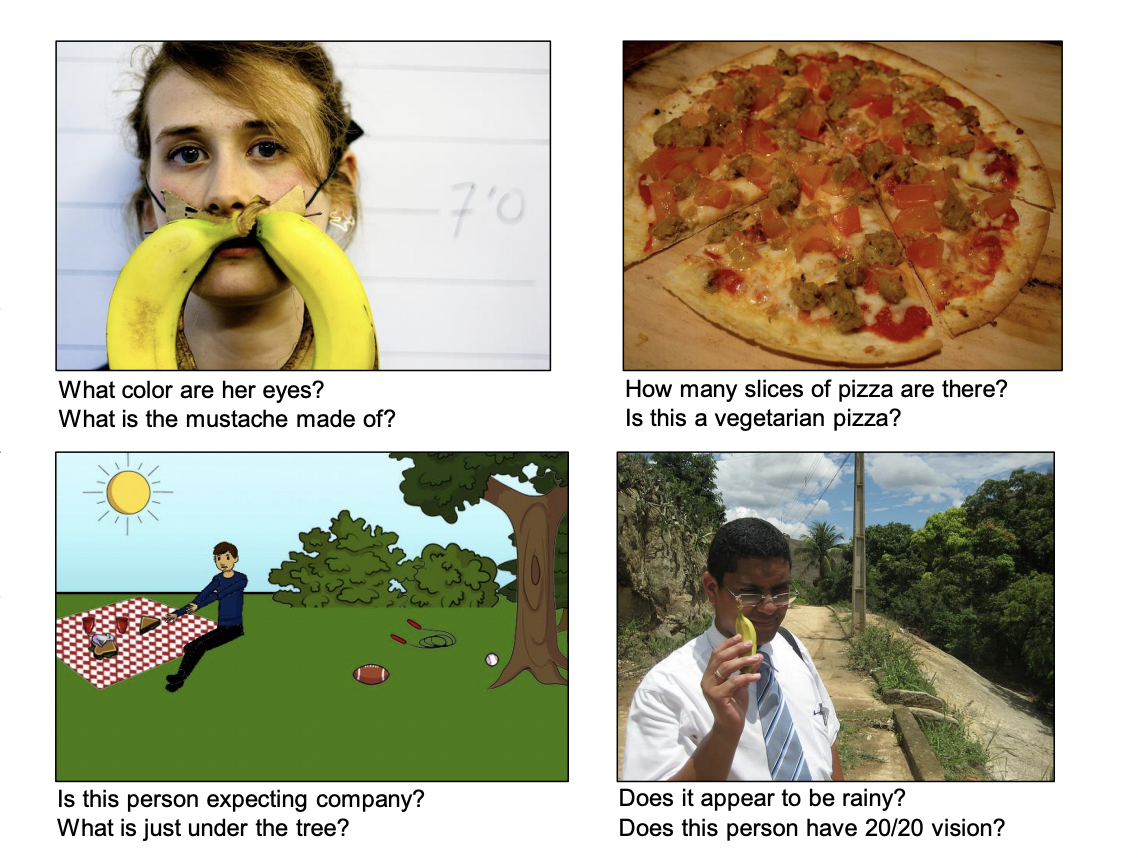 7'0
What color are her eyes?
What is the mustache made of?
How many slices of pizza are there?
Is this a vegetarian pizza?
Is this person expecting company?
What is just under the tree?
Does it appear to be rainy?
Does this person have 20/20 vision?